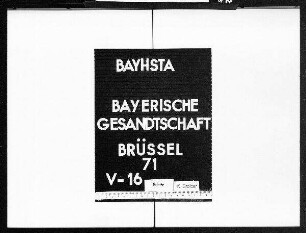 BAYHSTA
BAYERISCHE
GESANDTSCHAFT
BRÜSSEL
71
V-16